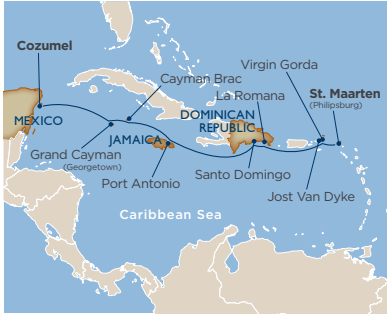 Cozumel
Virgin Gorda
Cayman Brac
La Romana
St. Maarten
(Philipsburg)
MEXICO
DOMINICAN
REPUBLIC
JAMAICA
Grand Cayman
(Georgetown)
Port Antonio
Santo Domingo
Jost Van Dyke
Caribbean Sea